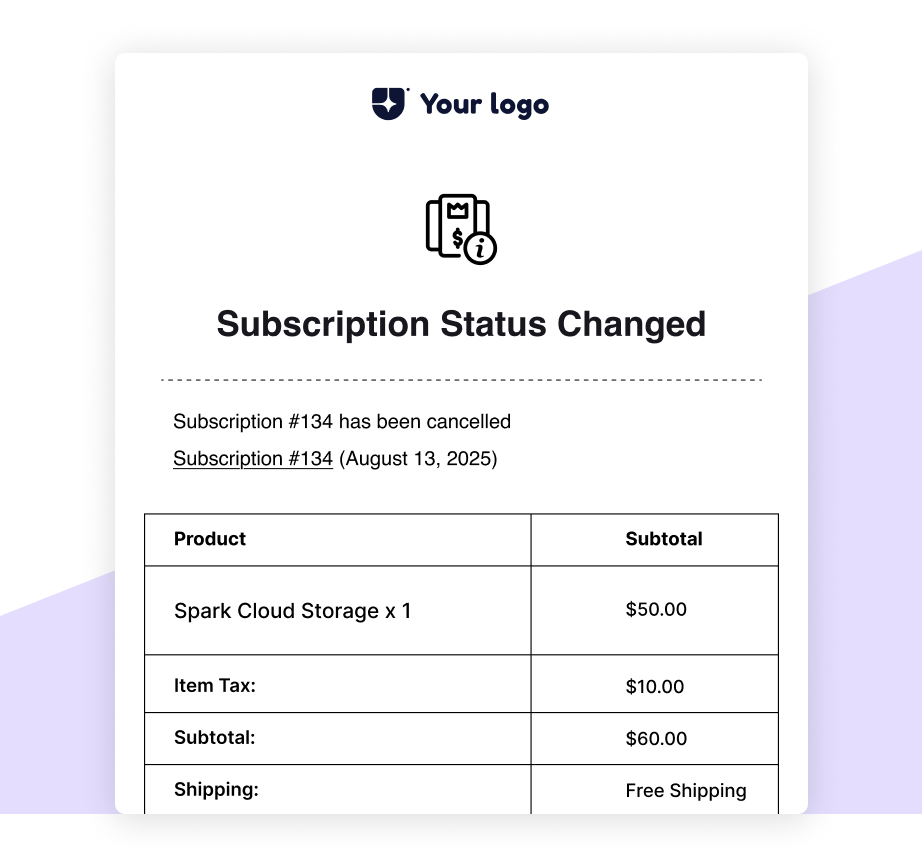 Your logo
Subscription Status Changed
Subscription #134 has been cancelled
Subscription #134 (August 13, 2025)
Product Subtotal
Spark Cloud Storage x 1 $50.00
Item Tax: $10.00
Subtotal: $60.00
Shipping: Free Shipping